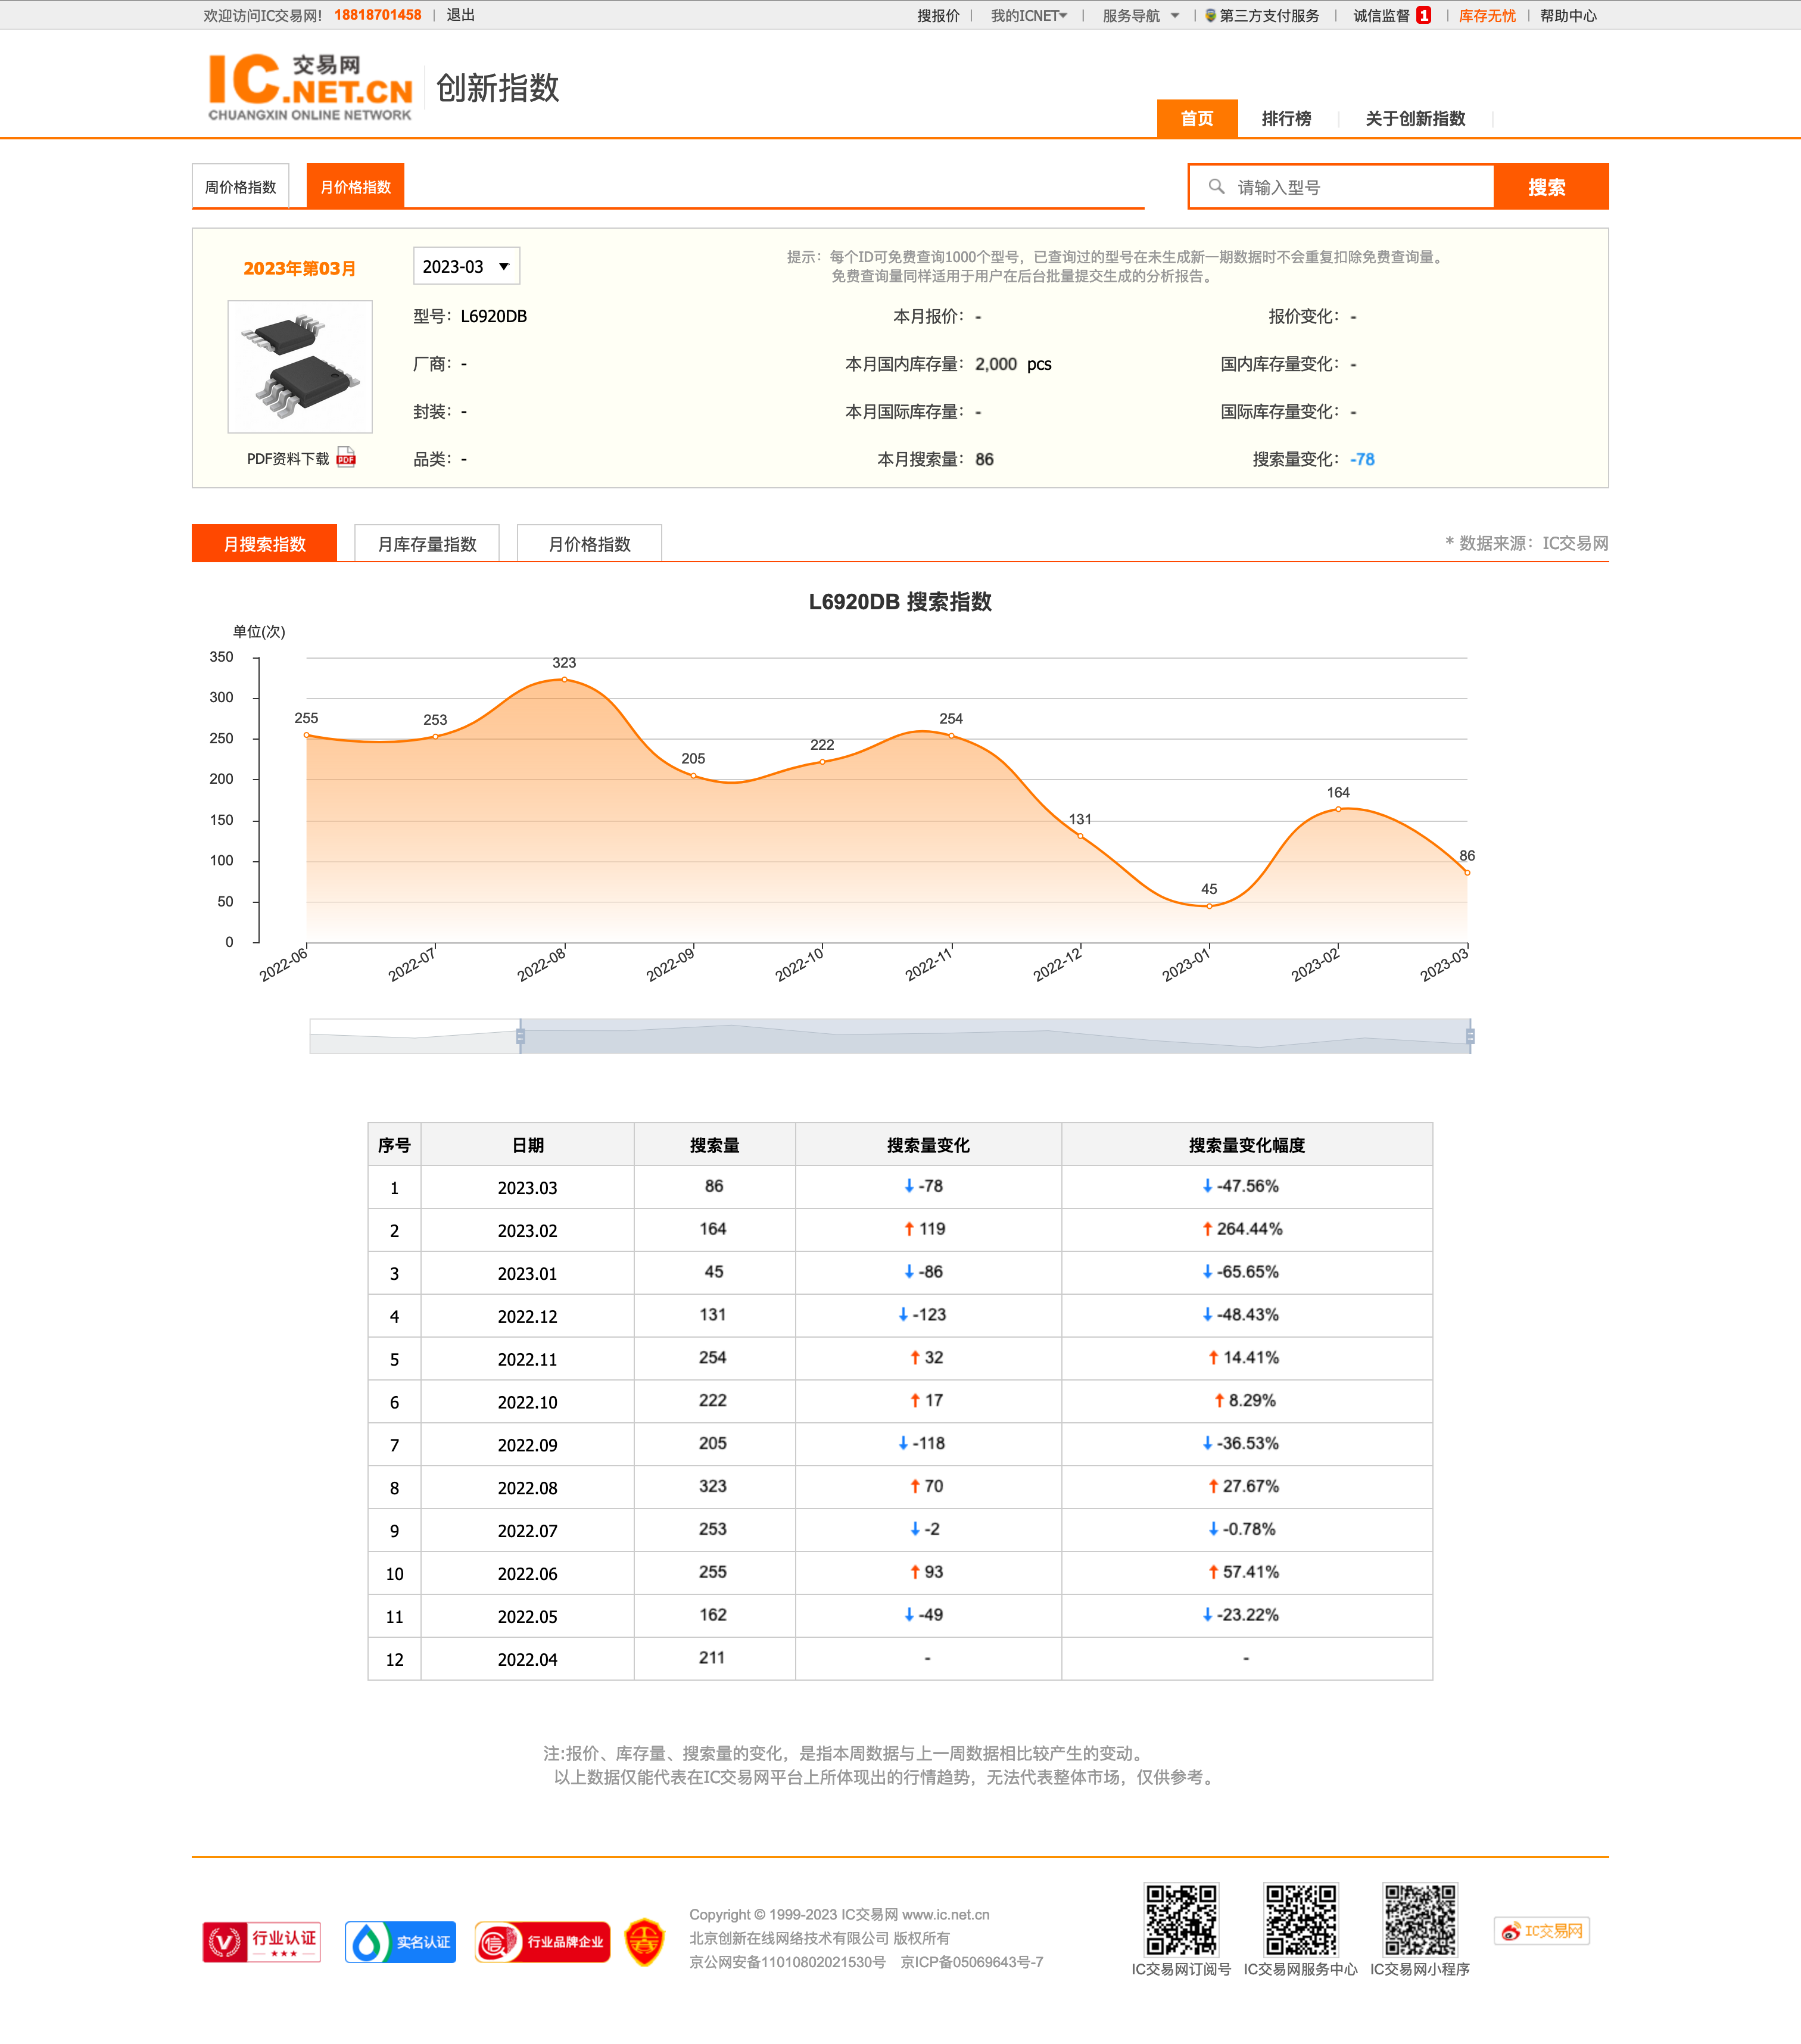 欢迎访问IC交易网! 18818701458 | 退出 搜报价 | 我的ICNET | 服务导航 | 第三方支付服务 | 诚信监督 1 | 库存无忧 | 帮助中心
IC.NET.CN 交易网
CHUANGXIN ONLINE NETWORK
创新指数
首页 排行榜 关于创新指数
周价格指数 月价格指数 请输入型号 搜索
2023年第03月 2023-03
提示：每个ID可免费查询1000个型号，已查询过的型号在未生成新一期数据时不会重复扣除免费查询量。
免费查询量同样适用于用户在后台批量提交生成的分析报告。
型号：L6920DB 本月报价：- 报价变化：-
厂商：- 本月国内库存量：2,000 pcs 国内库存量变化：-
封装：- 本月国际库存量：- 国际库存量变化：-
PDF资料下载 PDF 品类：- 本月搜索量：86 搜索量变化：-78
月搜索指数 月库存量指数 月价格指数 * 数据来源：IC交易网
L6920DB 搜索指数
单位(次)
350
300
250
200
150
100
50
0
255 253 323 205 222 254 131 45 164 86
2022-06 2022-07 2022-08 2022-09 2022-10 2022-11 2022-12 2023-01 2023-02 2023-03
序号 日期 搜索量 搜索量变化 搜索量变化幅度
1 2023.03 86 ↓ -78 ↓ -47.56%
2 2023.02 164 ↑ 119 ↑ 264.44%
3 2023.01 45 ↓ -86 ↓ -65.65%
4 2022.12 131 ↓ -123 ↓ -48.43%
5 2022.11 254 ↑ 32 ↑ 14.41%
6 2022.10 222 ↑ 17 ↑ 8.29%
7 2022.09 205 ↓ -118 ↓ -36.53%
8 2022.08 323 ↑ 70 ↑ 27.67%
9 2022.07 253 ↓ -2 ↓ -0.78%
10 2022.06 255 ↑ 93 ↑ 57.41%
11 2022.05 162 ↓ -49 ↓ -23.22%
12 2022.04 211 - -
注:报价、库存量、搜索量的变化，是指本周数据与上一周数据相比较产生的变动。
以上数据仅能代表在IC交易网平台上所体现出的行情趋势，无法代表整体市场，仅供参考。
行业认证
实名认证
信 行业品牌企业
Copyright © 1999-2023 IC交易网 www.ic.net.cn
北京创新在线网络技术有限公司 版权所有
京公网安备11010802021530号 京ICP备05069643号-7
IC交易网订阅号 IC交易网服务中心 IC交易网小程序
IC交易网